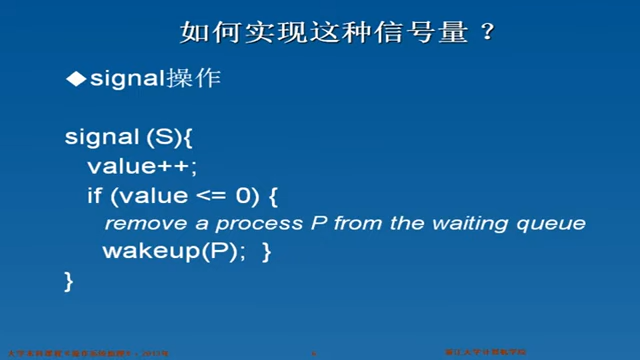 如何实现这种信号量？
◆signal操作
signal (S){
value++;
if (value <= 0) {
remove a process P from the waiting queue
wakeup(P); }
}